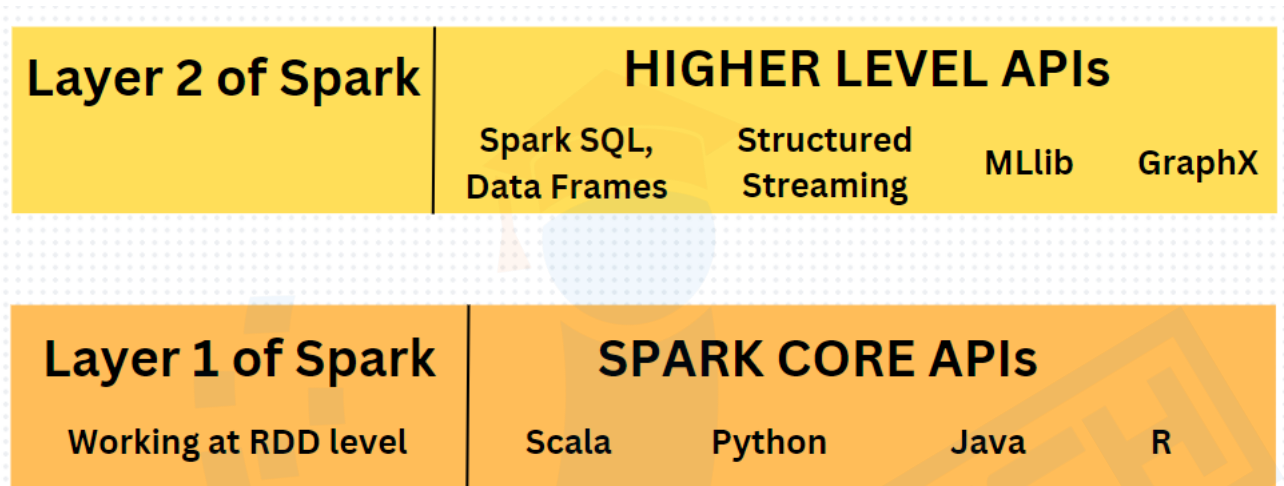 Layer 2 of Spark
HIGHER LEVEL APIs
Spark SQL,
Data Frames
Structured
Streaming
MLlib
GraphX
Layer 1 of Spark
Working at RDD level
SPARK CORE APIs
Scala
Python
Java
R